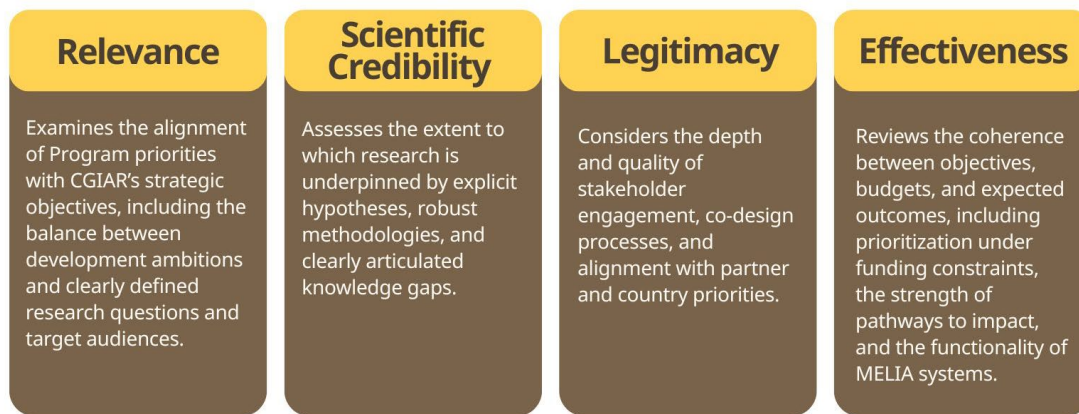 Relevance
Examines the alignment
of Program priorities
with CGIAR’s strategic
objectives, including the
balance between
development ambitions
and clearly defined
research questions and
target audiences.
Scientific
Credibility
Assesses the extent to
which research is
underpinned by explicit
hypotheses, robust
methodologies, and
clearly articulated
knowledge gaps.
Legitimacy
Considers the depth
and quality of
stakeholder
engagement, co-design
processes, and
alignment with partner
and country priorities.
Effectiveness
Reviews the coherence
between objectives,
budgets, and expected
outcomes, including
prioritization under
funding constraints,
the strength of
pathways to impact,
and the functionality of
MELIA systems.